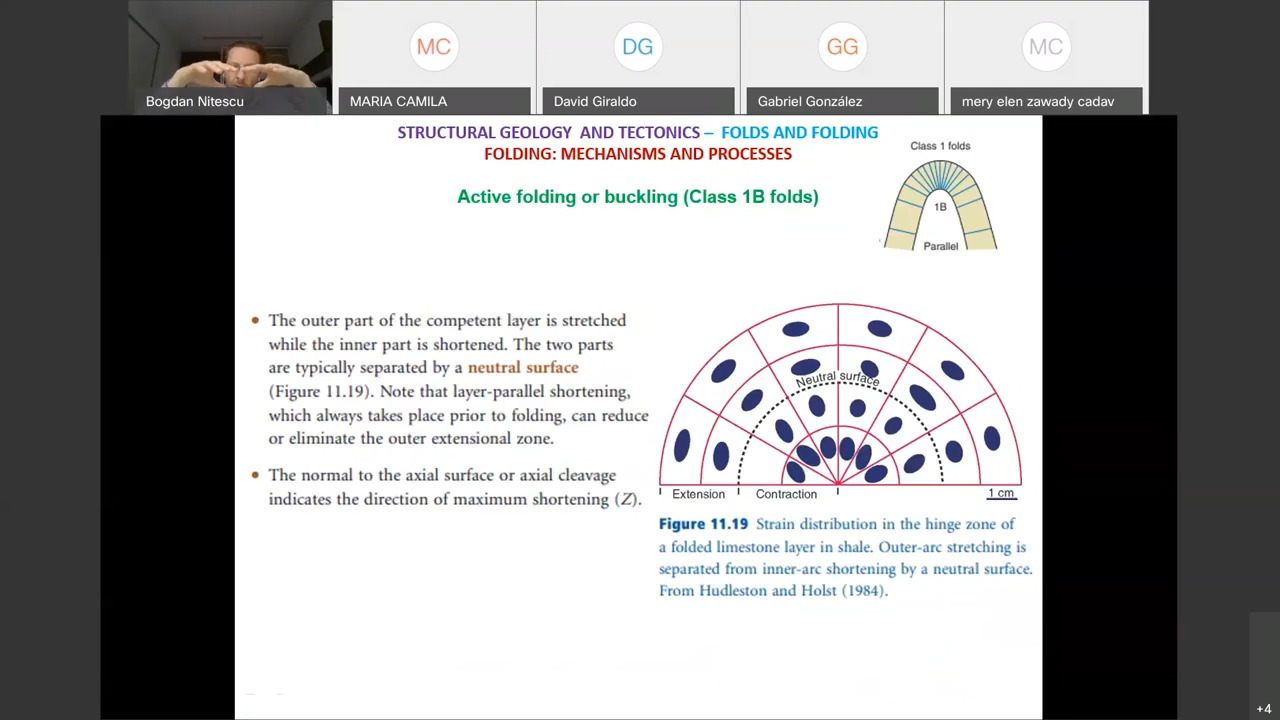 MC
DG
GG
MC
Bogdan Nitescu
MARIA CAMILA
David Giraldo
Gabriel González
mery elen zawady cadav
STRUCTURAL GEOLOGY AND TECTONICS – FOLDS AND FOLDING
FOLDING: MECHANISMS AND PROCESSES
Active folding or buckling (Class 1B folds)
Class 1 folds
1B
Parallel
• The outer part of the competent layer is stretched
while the inner part is shortened. The two parts
are typically separated by a neutral surface
(Figure 11.19). Note that layer-parallel shortening,
which always takes place prior to folding, can reduce
or eliminate the outer extensional zone.
• The normal to the axial surface or axial cleavage
indicates the direction of maximum shortening (Z).
Neutral surface
Extension
Contraction
1 cm
Figure 11.19 Strain distribution in the hinge zone of
a folded limestone layer in shale. Outer-arc stretching is
separated from inner-arc shortening by a neutral surface.
From Hudleston and Holst (1984).
+4